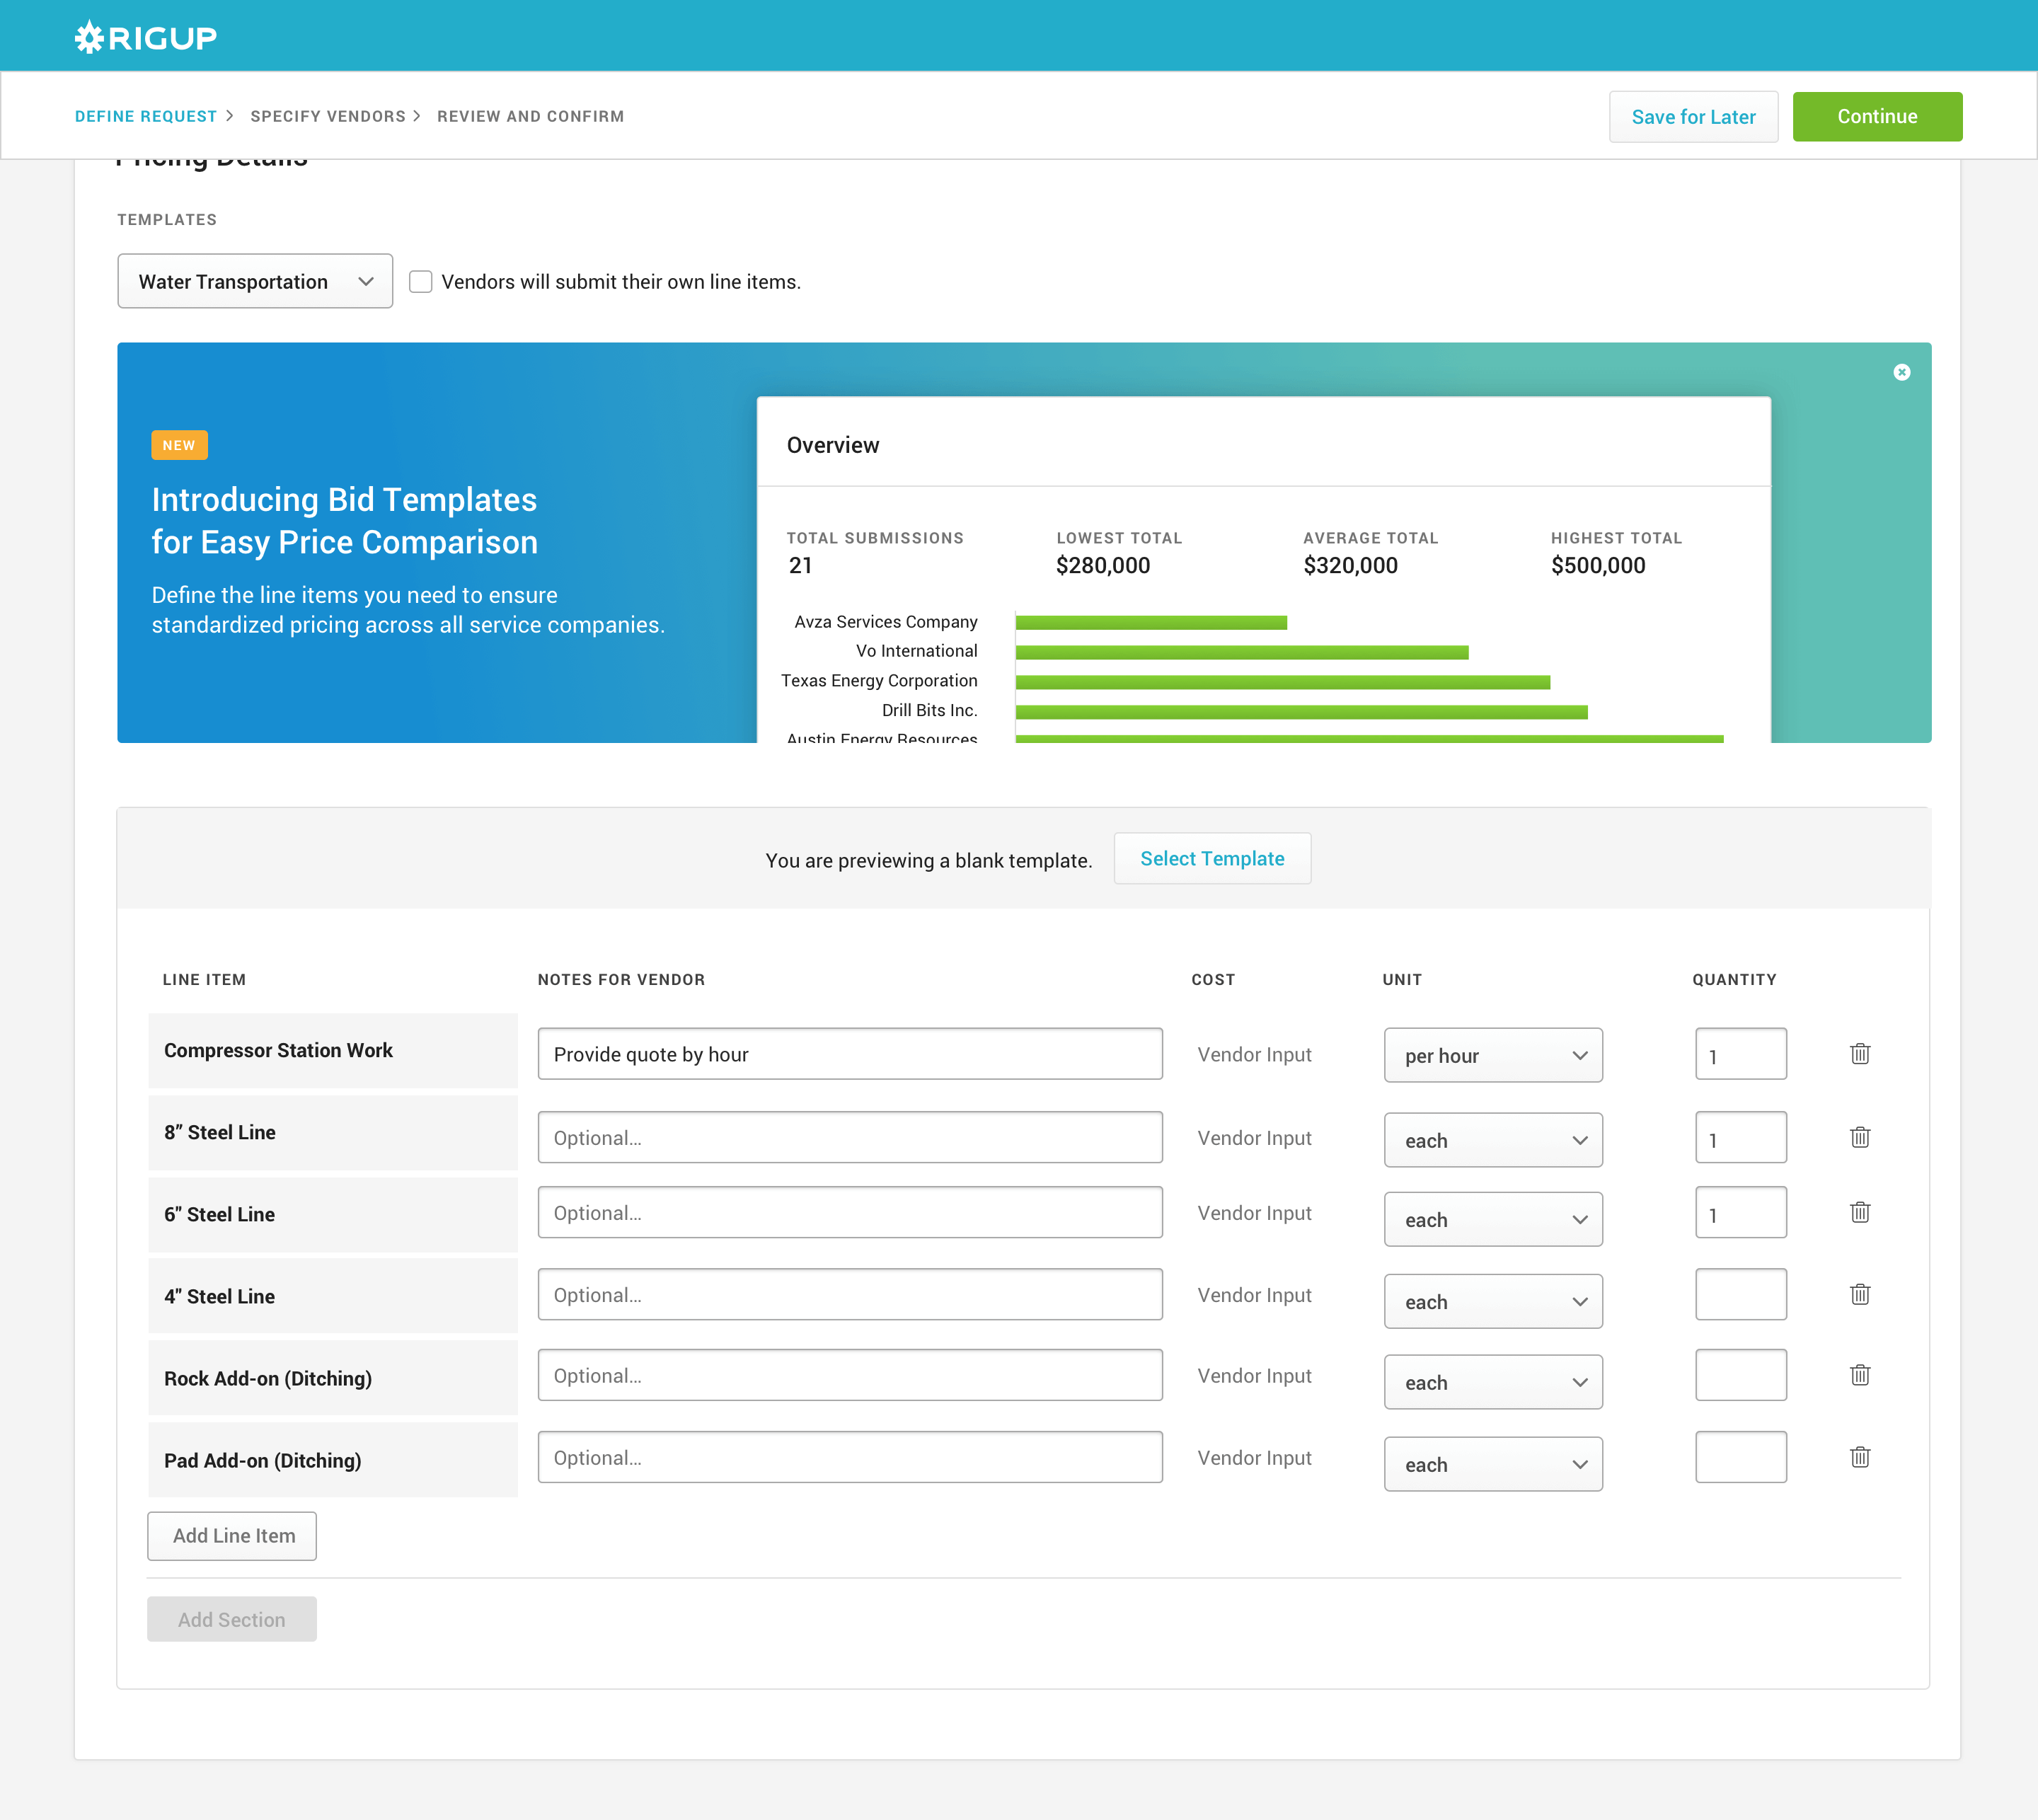 RIGUP
DEFINE REQUEST > SPECIFY VENDORS > REVIEW AND CONFIRM
Save for Later
Continue
Pricing Details
TEMPLATES
Water Transportation
Vendors will submit their own line items.
NEW
Introducing Bid Templates
for Easy Price Comparison
Define the line items you need to ensure
standardized pricing across all service companies.
Overview
TOTAL SUBMISSIONS LOWEST TOTAL AVERAGE TOTAL HIGHEST TOTAL
21 $280,000 $320,000 $500,000
Avza Services Company
Vo International
Texas Energy Corporation
Drill Bits Inc.
Austin Energy Resources
You are previewing a blank template. Select Template
LINE ITEM NOTES FOR VENDOR COST UNIT QUANTITY
Compressor Station Work Provide quote by hour Vendor Input per hour 1
8” Steel Line Optional... Vendor Input each 1
6” Steel Line Optional... Vendor Input each 1
4” Steel Line Optional... Vendor Input each
Rock Add-on (Ditching) Optional... Vendor Input each
Pad Add-on (Ditching) Optional... Vendor Input each
Add Line Item
Add Section